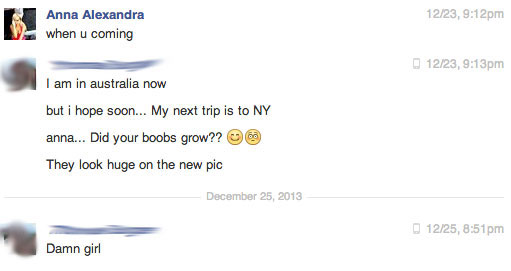 Anna Alexandra 12/23, 9:12pm
when u coming
12/23, 9:13pm
I am in australia now
but i hope soon... My next trip is to NY
anna... Did your boobs grow??
They look huge on the new pic
December 25, 2013
12/25, 8:51pm
Damn girl